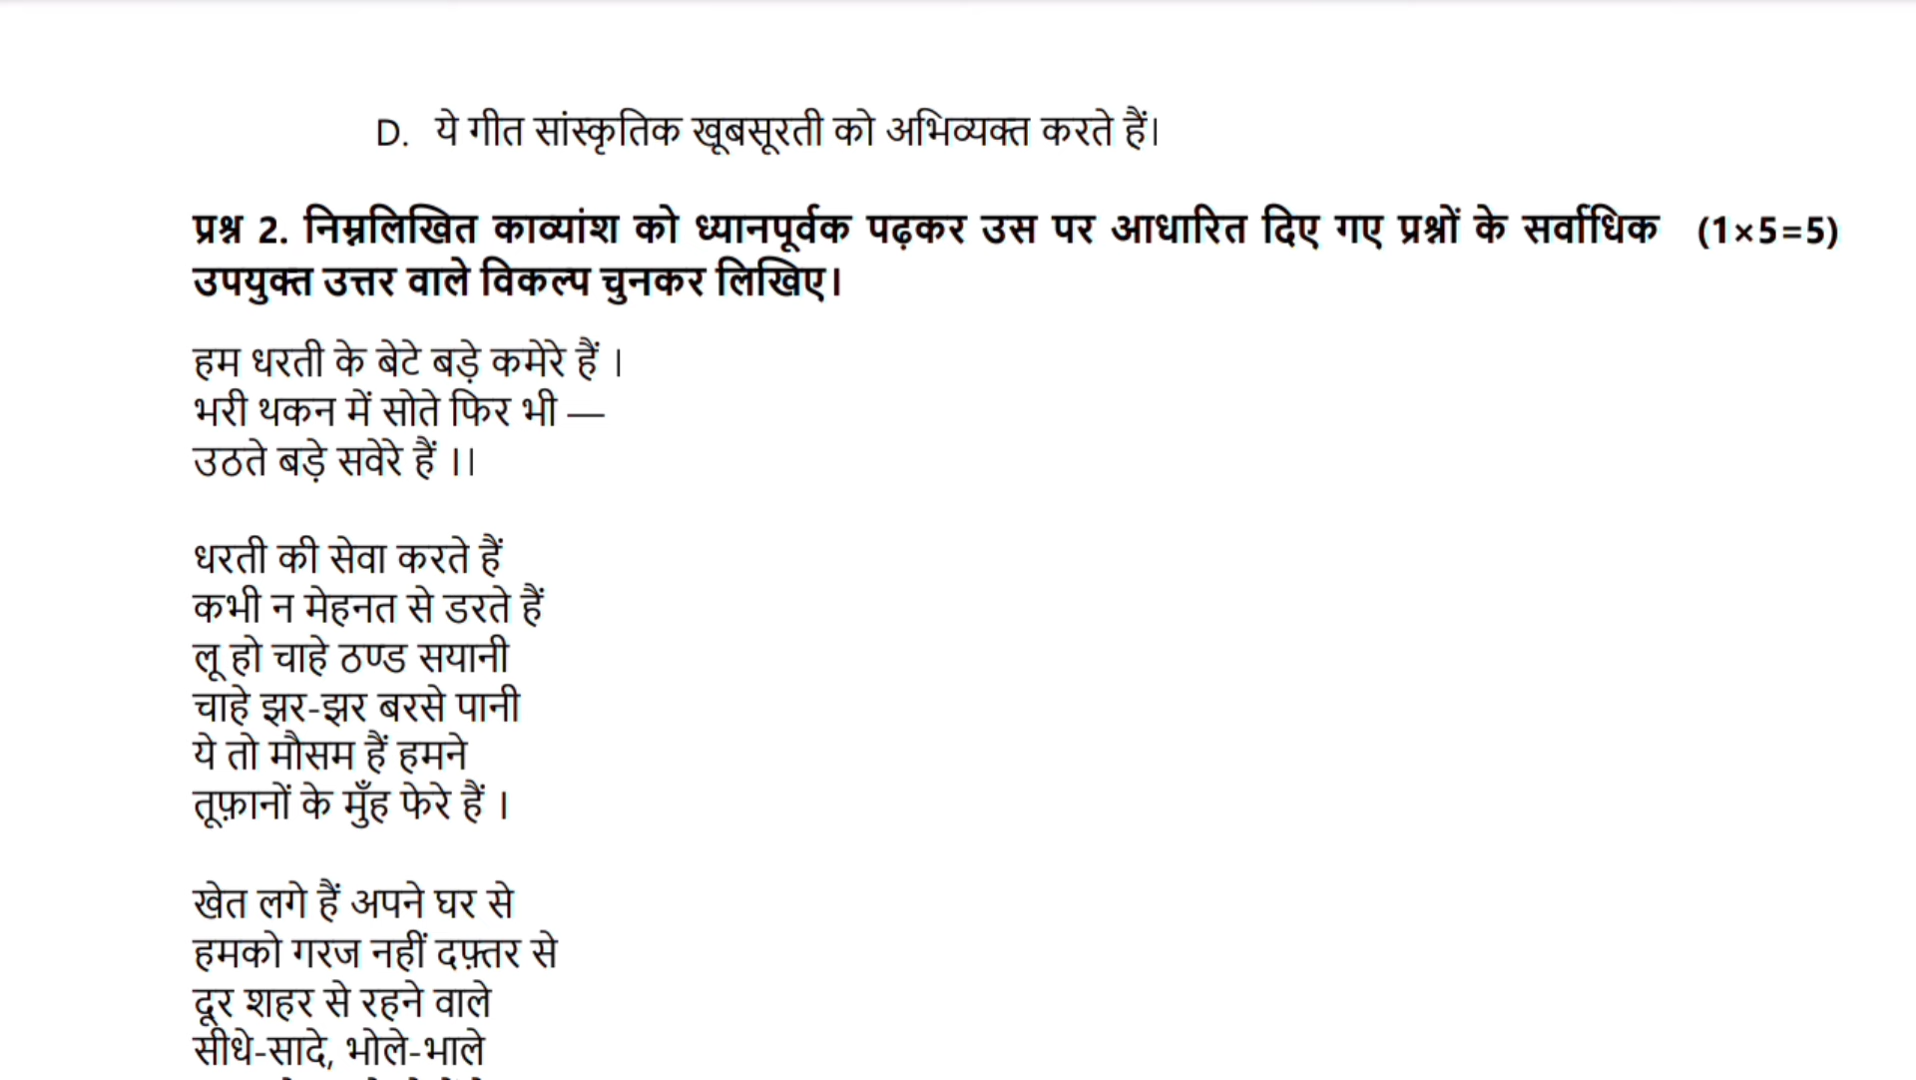 D. ये गीत सांस्कृतिक खूबसूरती को अभिव्यक्त करते हैं।
प्रश्न 2. निम्नलिखित काव्यांश को ध्यानपूर्वक पढ़कर उस पर आधारित दिए गए प्रश्नों के सर्वाधिक (1×5=5)
उपयुक्त उत्तर वाले विकल्प चुनकर लिखिए।
हम धरती के बेटे बड़े कमेरे हैं ।
भरी थकन में सोते फिर भी —
उठते बड़े सवेरे हैं ।।
धरती की सेवा करते हैं
कभी न मेहनत से डरते हैं
लू हो चाहे ठण्ड सयानी
चाहे झर-झर बरसे पानी
ये तो मौसम हैं हमने
तूफ़ानों के मुँह फेरे हैं ।
खेत लगे हैं अपने घर से
हमको गरज नहीं दफ़्तर से
दूर शहर से रहने वाले
सीधे-सादे, भोले-भाले